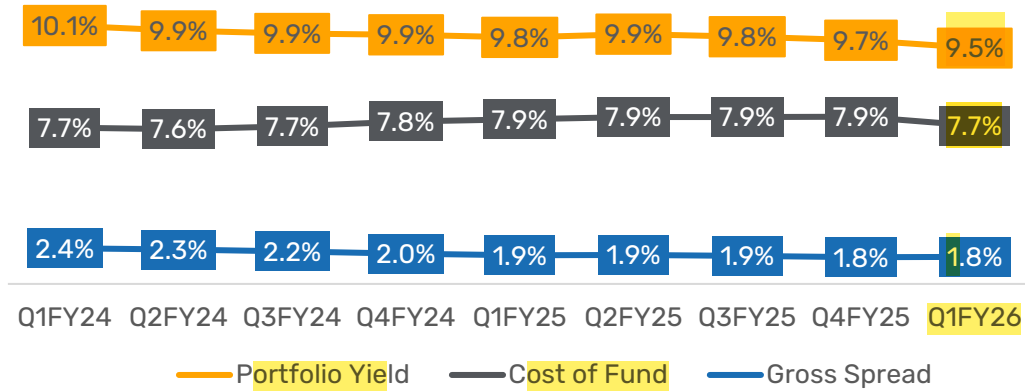 10.1% 9.9% 9.9% 9.9% 9.8% 9.9% 9.8% 9.7% 9.5%
7.7% 7.6% 7.7% 7.8% 7.9% 7.9% 7.9% 7.9% 7.7%
2.4% 2.3% 2.2% 2.0% 1.9% 1.9% 1.9% 1.8% 1.8%
Q1FY24 Q2FY24 Q3FY24 Q4FY24 Q1FY25 Q2FY25 Q3FY25 Q4FY25 Q1FY26
Portfolio Yield Cost of Fund Gross Spread